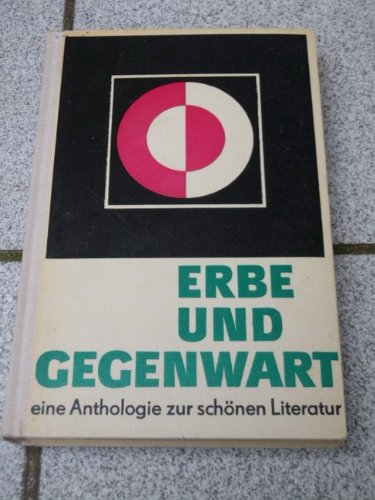 ERBE
UND
GEGENWART
eine Anthologie zur schönen Literatur